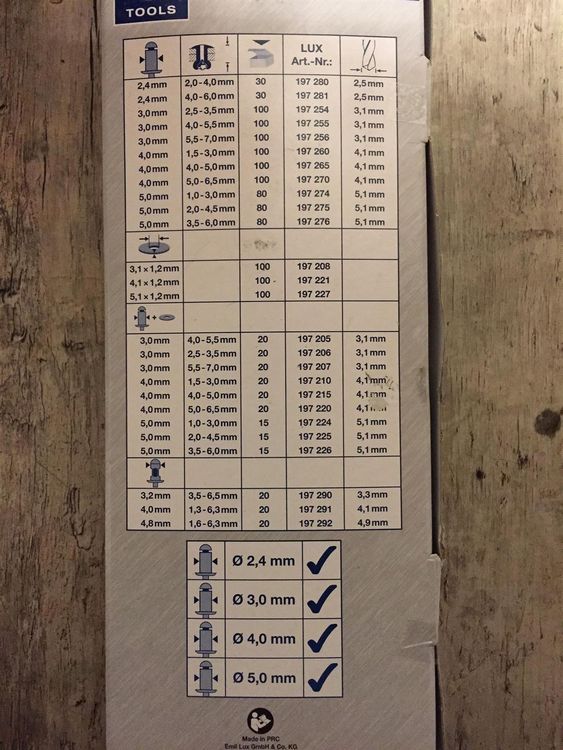 TOOLS
LUX
Art.-Nr.:
2,4mm 2,0-4,0mm 30 197 280 2,5mm
2,4mm 4,0-6,0mm 30 197 281 2,5mm
3,0mm 2,5-3,5mm 100 197 254 3,1mm
3,0mm 4,0-5,5mm 100 197 255 3,1mm
3,0mm 5,5-7,0mm 100 197 256 3,1mm
4,0mm 1,5-3,0mm 100 197 260 4,1mm
4,0mm 4,0-5,0mm 100 197 265 4,1mm
4,0mm 5,0-6,5mm 100 197 270 4,1mm
5,0mm 1,0-3,0mm 80 197 274 5,1mm
5,0mm 2,0-4,5mm 80 197 275 5,1mm
5,0mm 3,5-6,0mm 80 197 276 5,1mm
3,1×1,2mm 100 197 208
4,1×1,2mm 100 197 221
5,1×1,2mm 100 197 227
3,0mm 4,0-5,5mm 20 197 205 3,1mm
3,0mm 2,5-3,5mm 20 197 206 3,1mm
3,0mm 5,5-7,0mm 20 197 207 3,1mm
4,0mm 1,5-3,0mm 20 197 210 4,1mm
4,0mm 4,0-5,0mm 20 197 215 4,1mm
4,0mm 5,0-6,5mm 20 197 220 4,1mm
5,0mm 1,0-3,0mm 15 197 224 5,1mm
5,0mm 2,0-4,5mm 15 197 225 5,1mm
5,0mm 3,5-6,0mm 15 197 226 5,1mm
3,2mm 3,5-6,5mm 20 197 290 3,3mm
4,0mm 1,3-6,3mm 20 197 291 4,1mm
4,8mm 1,6-6,3mm 20 197 292 4,9mm
Ø 2,4 mm
Ø 3,0 mm
Ø 4,0 mm
Ø 5,0 mm
Made in PRC
Emil Lux GmbH & Co. KG